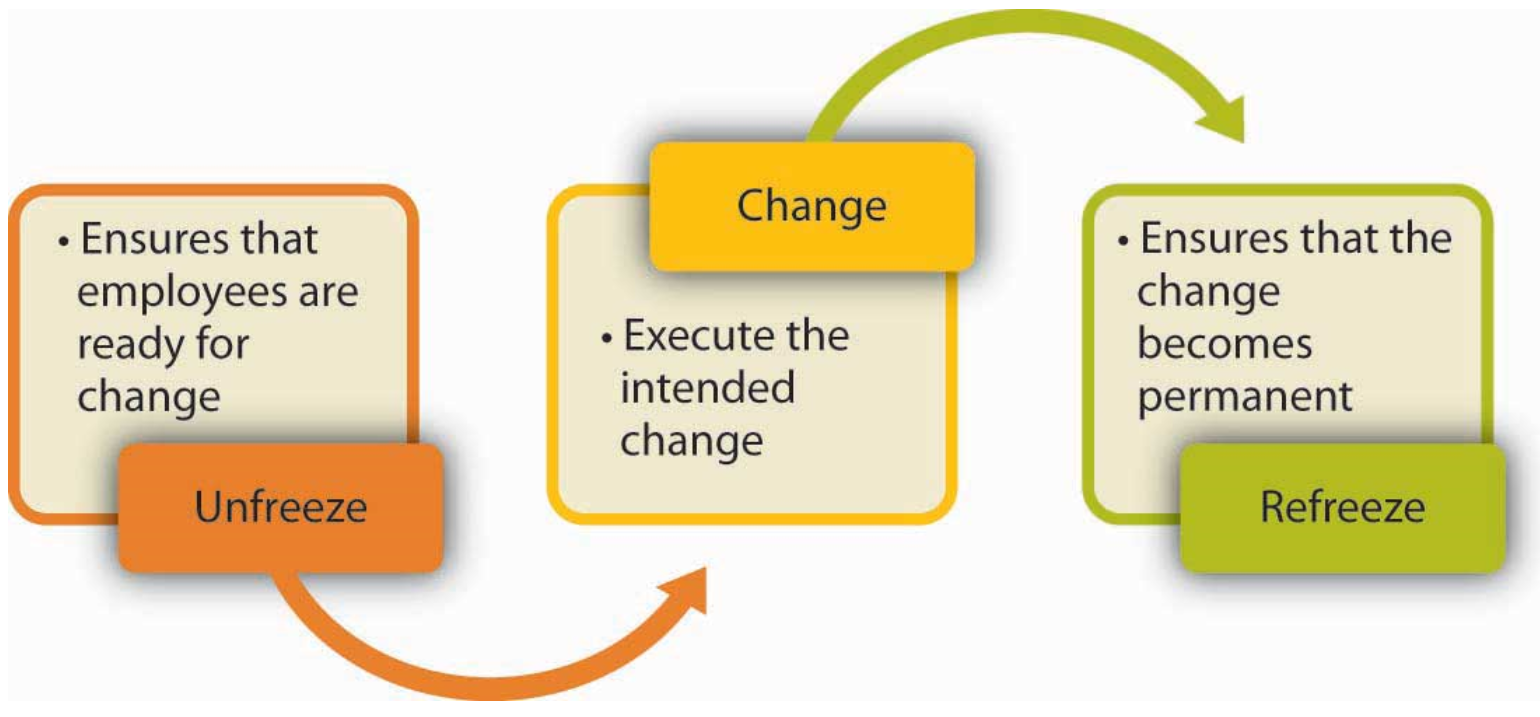 • Ensures that
employees are
ready for
change
Unfreeze
Change
• Execute the
intended
change
• Ensures that the
change
becomes
permanent
Refreeze